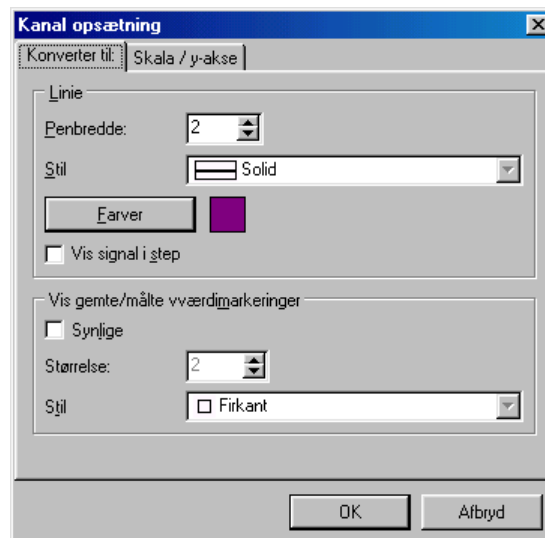 Kanal opsætning
Konverter til: Skala / y-akse
Linie
Penbredde: 2
Stil Solid
Farver
Vis signal i step
Vis gemte/målte vværdimarkeringer
Synlige
Størrelse: 2
Stil Firkant
OK Afbryd